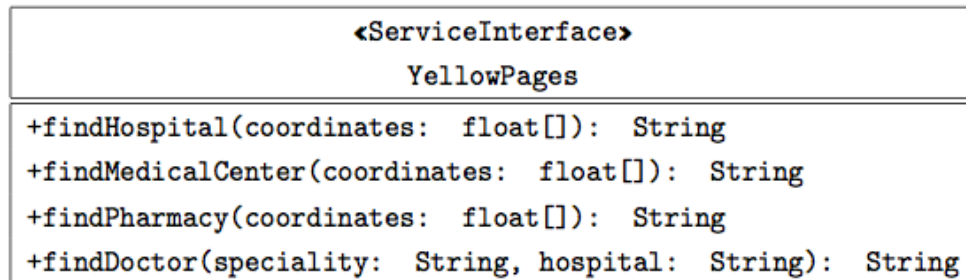 «ServiceInterface»
YellowPages
+findHospital(coordinates: float[]): String
+findMedicalCenter(coordinates: float[]): String
+findPharmacy(coordinates: float[]): String
+findDoctor(speciality: String, hospital: String): String